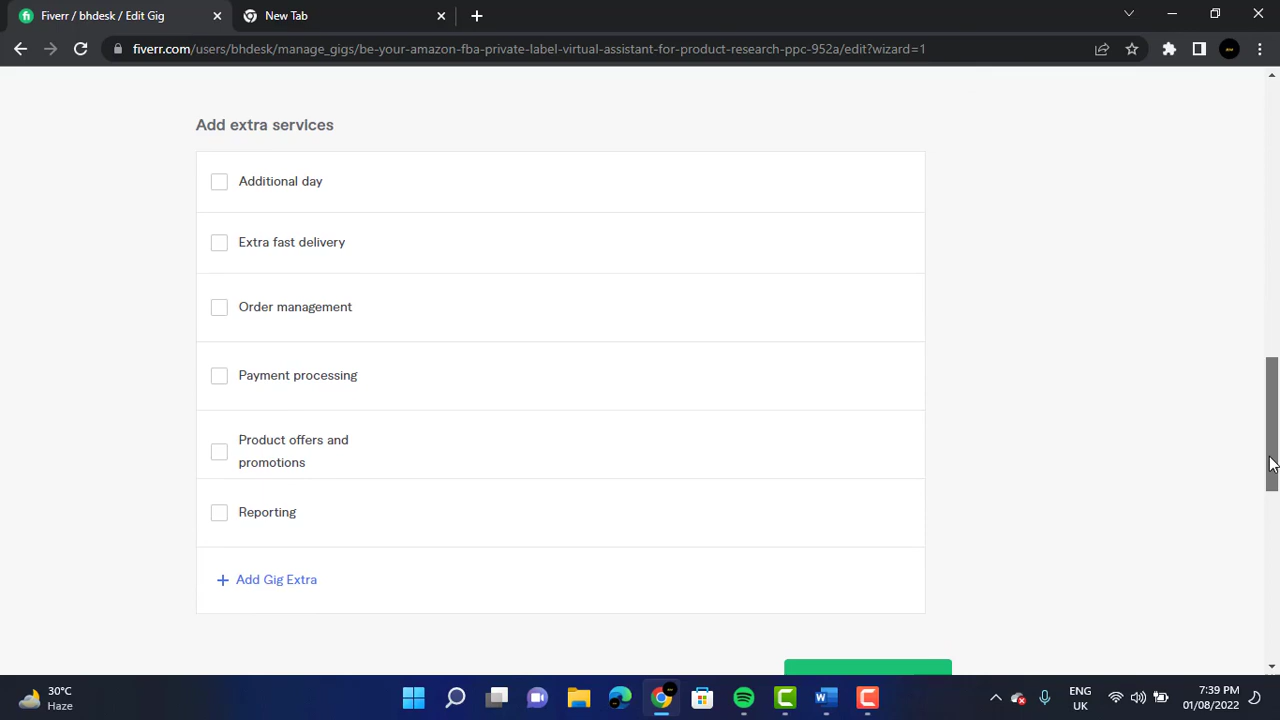 Fiverr / bhdesk / Edit Gig
New Tab
fiverr.com/users/bhdesk/manage_gigs/be-your-amazon-fba-private-label-virtual-assistant-for-product-research-ppc-952a/edit?wizard=1
Add extra services
Additional day
Extra fast delivery
Order management
Payment processing
Product offers and
promotions
Reporting
+ Add Gig Extra
30°C
Haze
ENG
UK
7:39 PM
01/08/2022